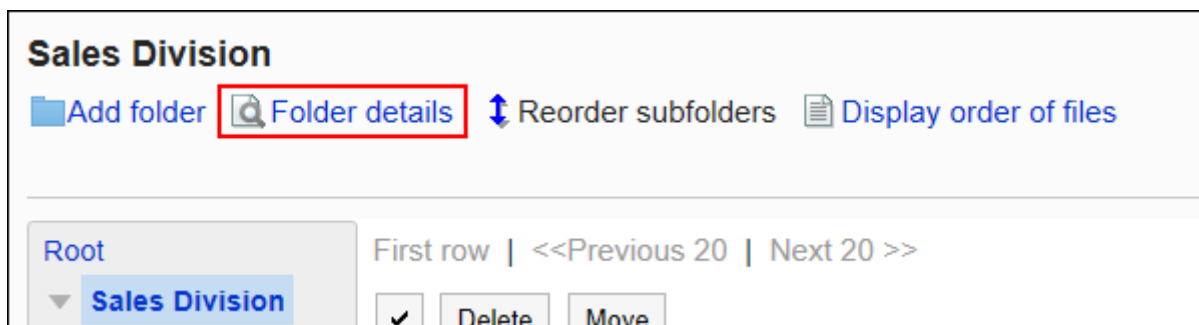 Sales Division
Add folder Folder details Reorder subfolders Display order of files
Root
First row | <<Previous 20 | Next 20 >>
Sales Division
Delete Move